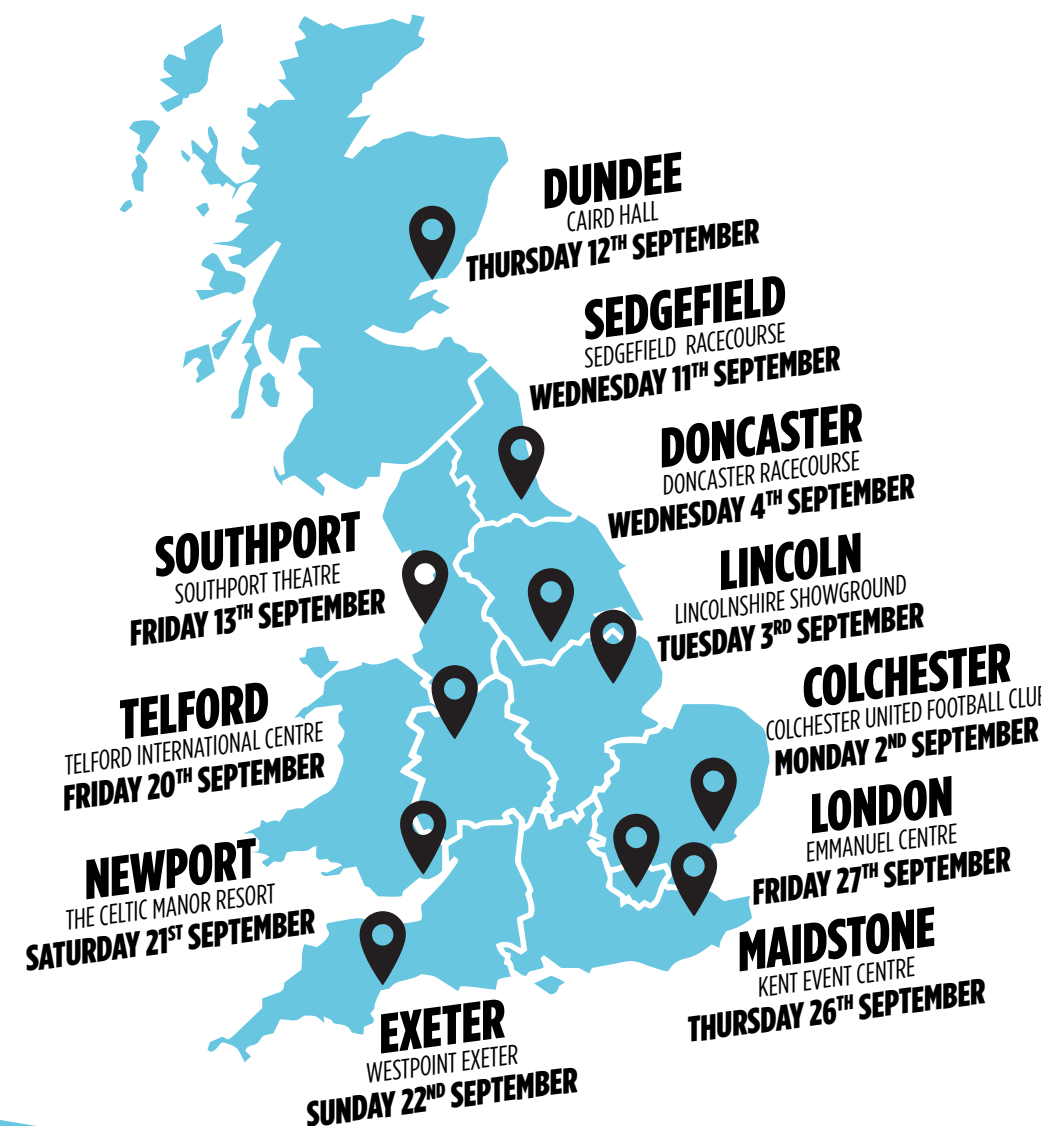 DUNDEE
CAIRD HALL
THURSDAY 12TH SEPTEMBER
SEDGEFIELD
SEDGEFIELD RACECOURSE
WEDNESDAY 11TH SEPTEMBER
DONCASTER
DONCASTER RACECOURSE
WEDNESDAY 4TH SEPTEMBER
SOUTHPORT
SOUTHPORT THEATRE
FRIDAY 13TH SEPTEMBER
LINCOLN
LINCOLNSHIRE SHOWGROUND
TUESDAY 3RD SEPTEMBER
COLCHESTER
COLCHESTER UNITED FOOTBALL CLUB
MONDAY 2ND SEPTEMBER
TELFORD
TELFORD INTERNATIONAL CENTRE
FRIDAY 20TH SEPTEMBER
LONDON
EMMANUEL CENTRE
FRIDAY 27TH SEPTEMBER
NEWPORT
THE CELTIC MANOR RESORT
SATURDAY 21ST SEPTEMBER
MAIDSTONE
KENT EVENT CENTRE
THURSDAY 26TH SEPTEMBER
EXETER
WESTPOINT EXETER
SUNDAY 22ND SEPTEMBER